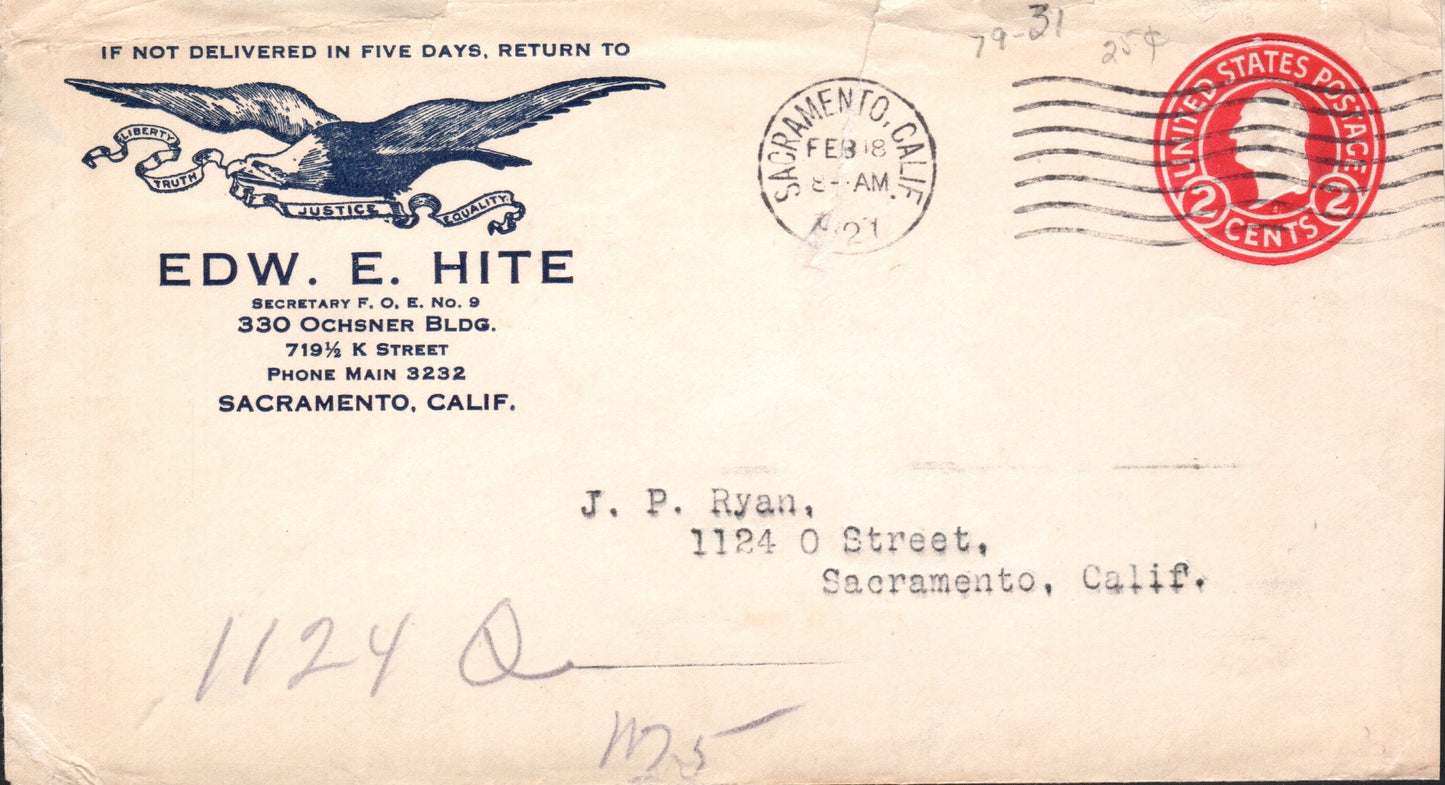 IF NOT DELIVERED IN FIVE DAYS, RETURN TO
LIBERTY
TRUTH
JUSTICE
EQUALITY
EDW. E. HITE
SECRETARY F. O. E. No. 9
330 OCHSNER BLDG.
719½ K STREET
PHONE MAIN 3232
SACRAMENTO, CALIF.
79-31
25¢
SACRAMENTO, CALIF.
FEB 18
8- AM
UNITED STATES POSTAGE
2 CENTS 2
J. P. Ryan,
1124 O Street,
Sacramento, Calif.
1124 O